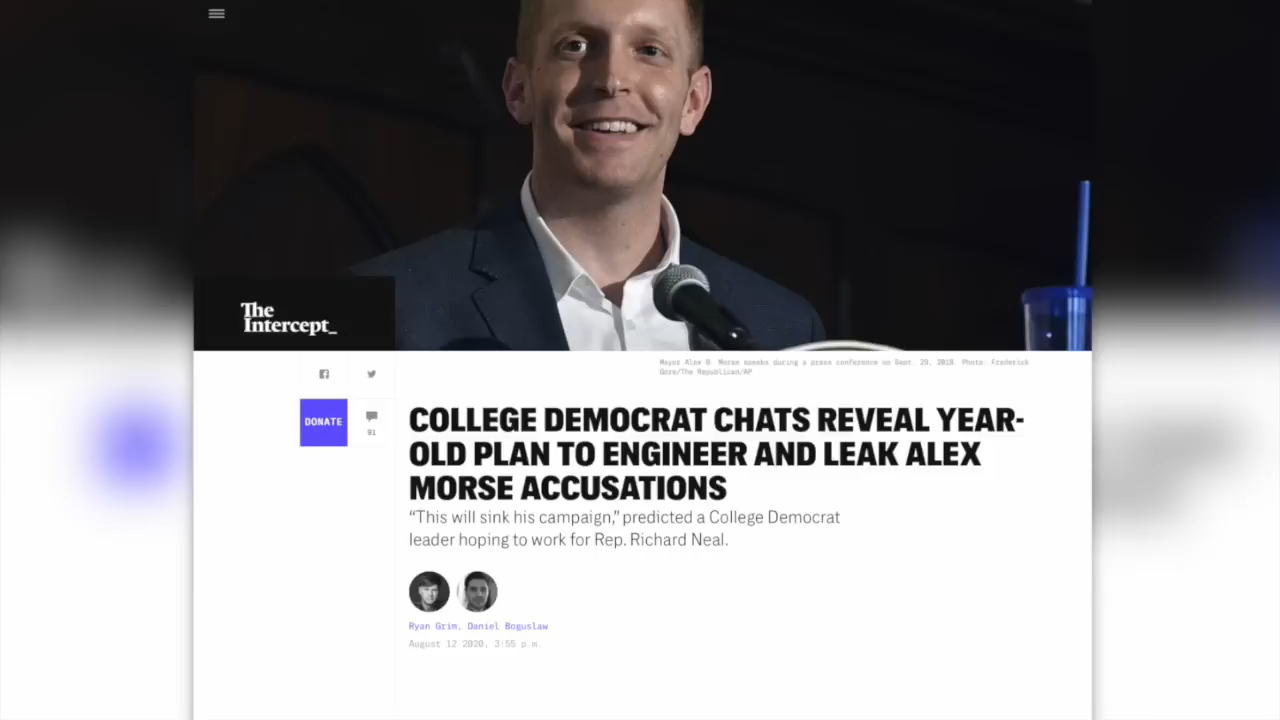 The
Intercept_
Mayor Alex B. Morse speaks during a press conference on Sept. 29, 2018. Photo: Frederick
Gore/The Republican/AP
DONATE
91
COLLEGE DEMOCRAT CHATS REVEAL YEAR-
OLD PLAN TO ENGINEER AND LEAK ALEX
MORSE ACCUSATIONS
“This will sink his campaign,” predicted a College Democrat
leader hoping to work for Rep. Richard Neal.
Ryan Grim, Daniel Boguslaw
August 12 2020, 3:55 p.m.